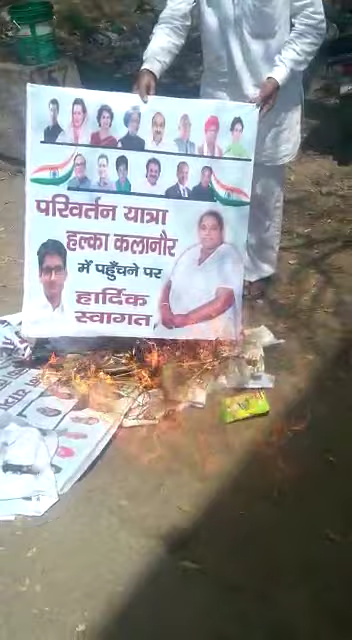 परिवर्तन यात्रा
हल्का कलानौर
में पहुँचने पर
हार्दिक
स्वागत